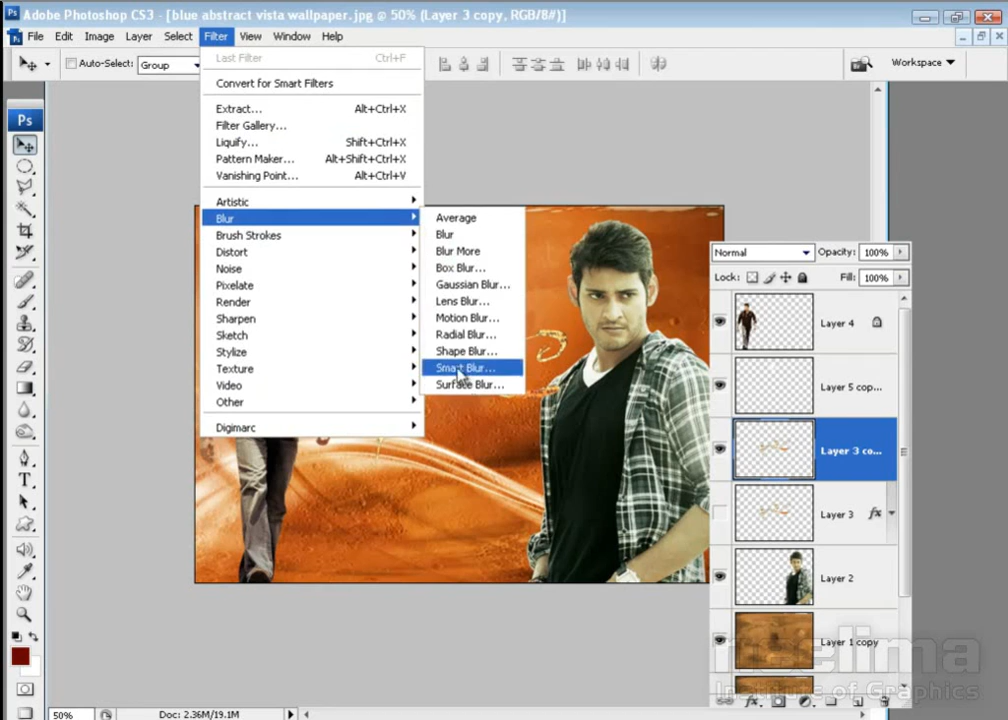 Adobe Photoshop CS3 - [blue abstract vista wallpaper.jpg @ 50% (Layer 3 copy, RGB/8#)]
File Edit Image Layer Select Filter View Window Help
Auto-Select: Group
Workspace
Last Filter Ctrl+F
Convert for Smart Filters
Extract... Alt+Ctrl+X
Filter Gallery...
Liquify... Shift+Ctrl+X
Pattern Maker... Alt+Shift+Ctrl+X
Vanishing Point... Alt+Ctrl+V
Artistic
Blur
Brush Strokes
Distort
Noise
Pixelate
Render
Sharpen
Sketch
Stylize
Texture
Video
Other
Digimarc
Average
Blur
Blur More
Box Blur...
Gaussian Blur...
Lens Blur...
Motion Blur...
Radial Blur...
Shape Blur...
Smart Blur...
Surface Blur...
Normal Opacity: 100%
Lock: Fill: 100%
Layer 4
Layer 5 cop...
Layer 3 co...
Layer 3 fx
Layer 2
Layer 1 copy
neelima
Institute of Graphics
Ps
50% Doc: 2.36M/19.1M